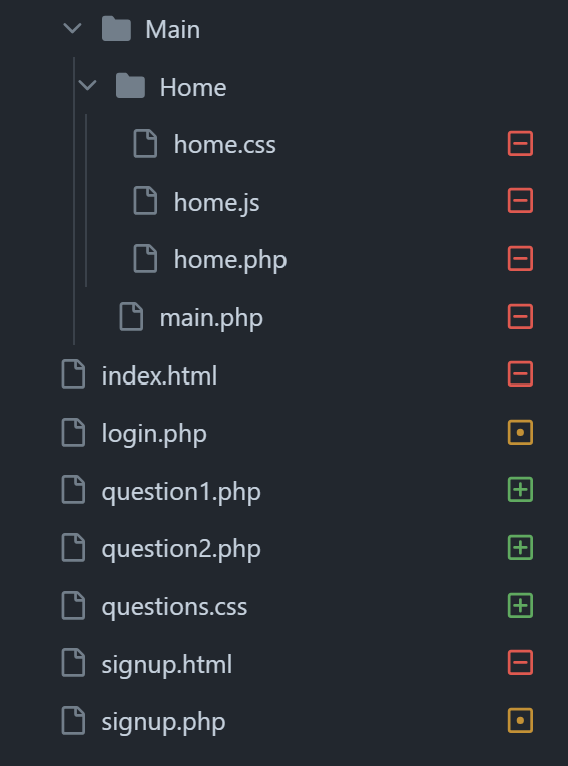 Main
Home
home.css
home.js
home.php
main.php
index.html
login.php
question1.php
question2.php
questions.css
signup.html
signup.php